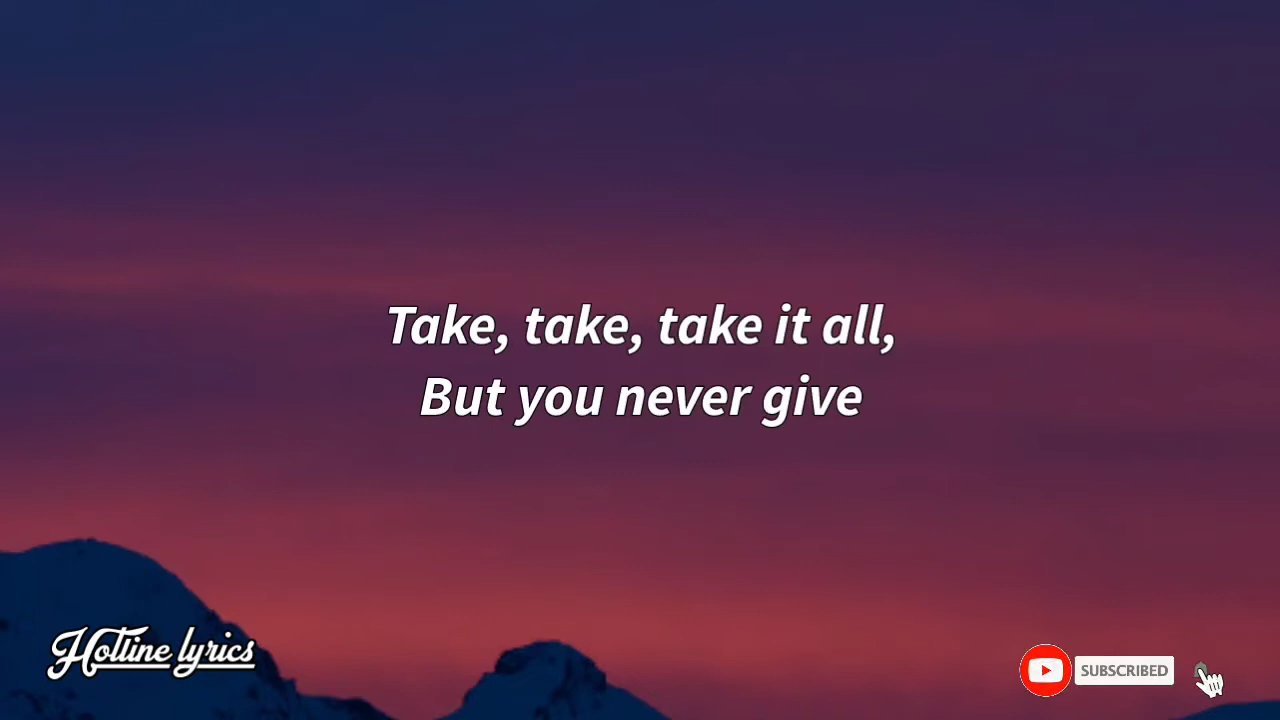 Take, take, take it all,
But you never give
Hotline lyrics
SUBSCRIBED